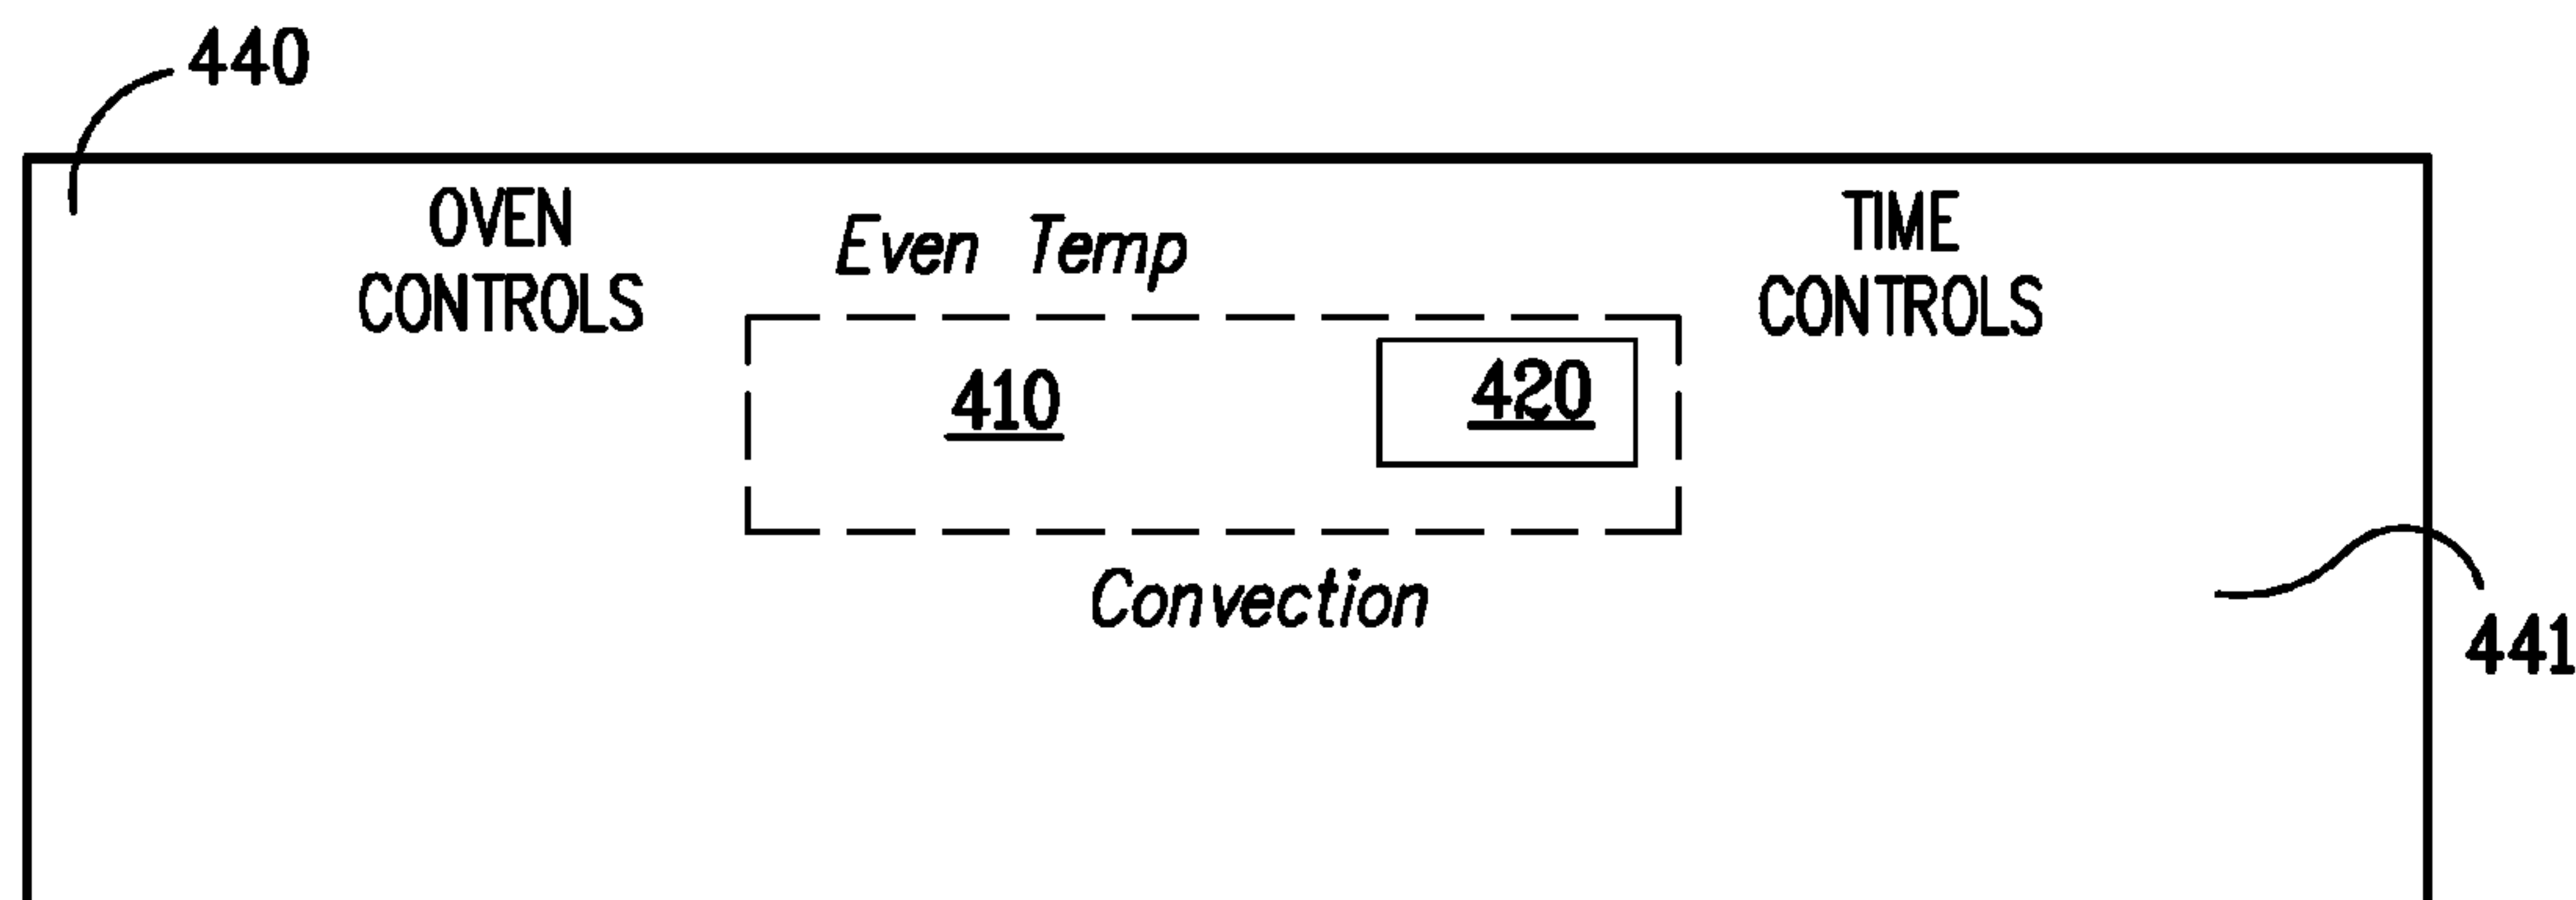 440
OVEN
CONTROLS
Even Temp
TIME
CONTROLS
410
420
Convection
441